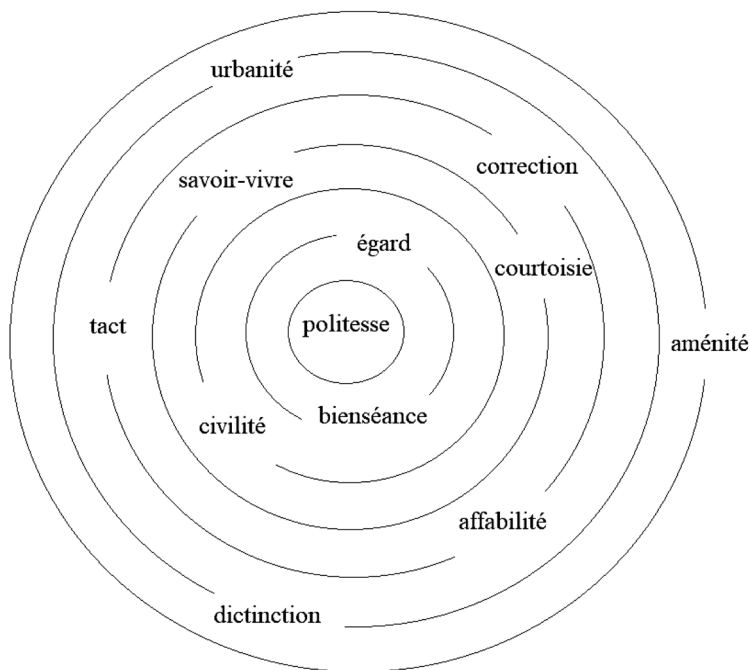 urbanité
correction
savoir-vivre
égard
courtoisie
politesse
tact
aménité
bienséance
civilité
affabilité
dictinction